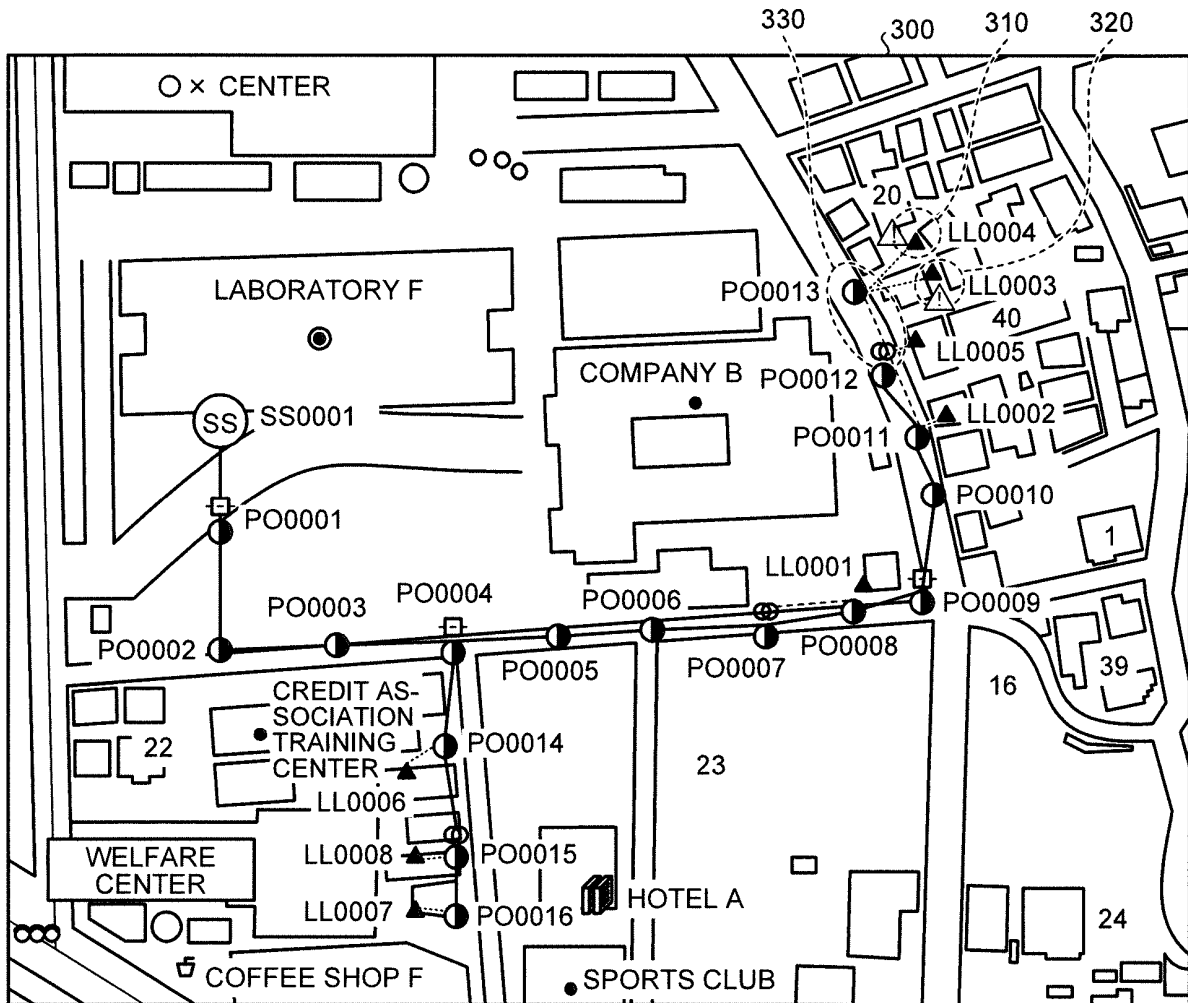 330
300
310
320
○ × CENTER
20
LL0004
LABORATORY F
PO0013
LL0003
40
LL0005
COMPANY B
PO0012
SS
SS0001
LL0002
PO0011
PO0010
PO0001
1
LL0001
PO0004
PO0006
PO0003
PO0009
PO0002
PO0008
PO0005
PO0007
39
16
CREDIT AS-
SOCIATION
TRAINING
CENTER
22
PO0014
23
LL0006
WELFARE
CENTER
LL0008
PO0015
HOTEL A
LL0007
PO0016
24
COFFEE SHOP F
SPORTS CLUB